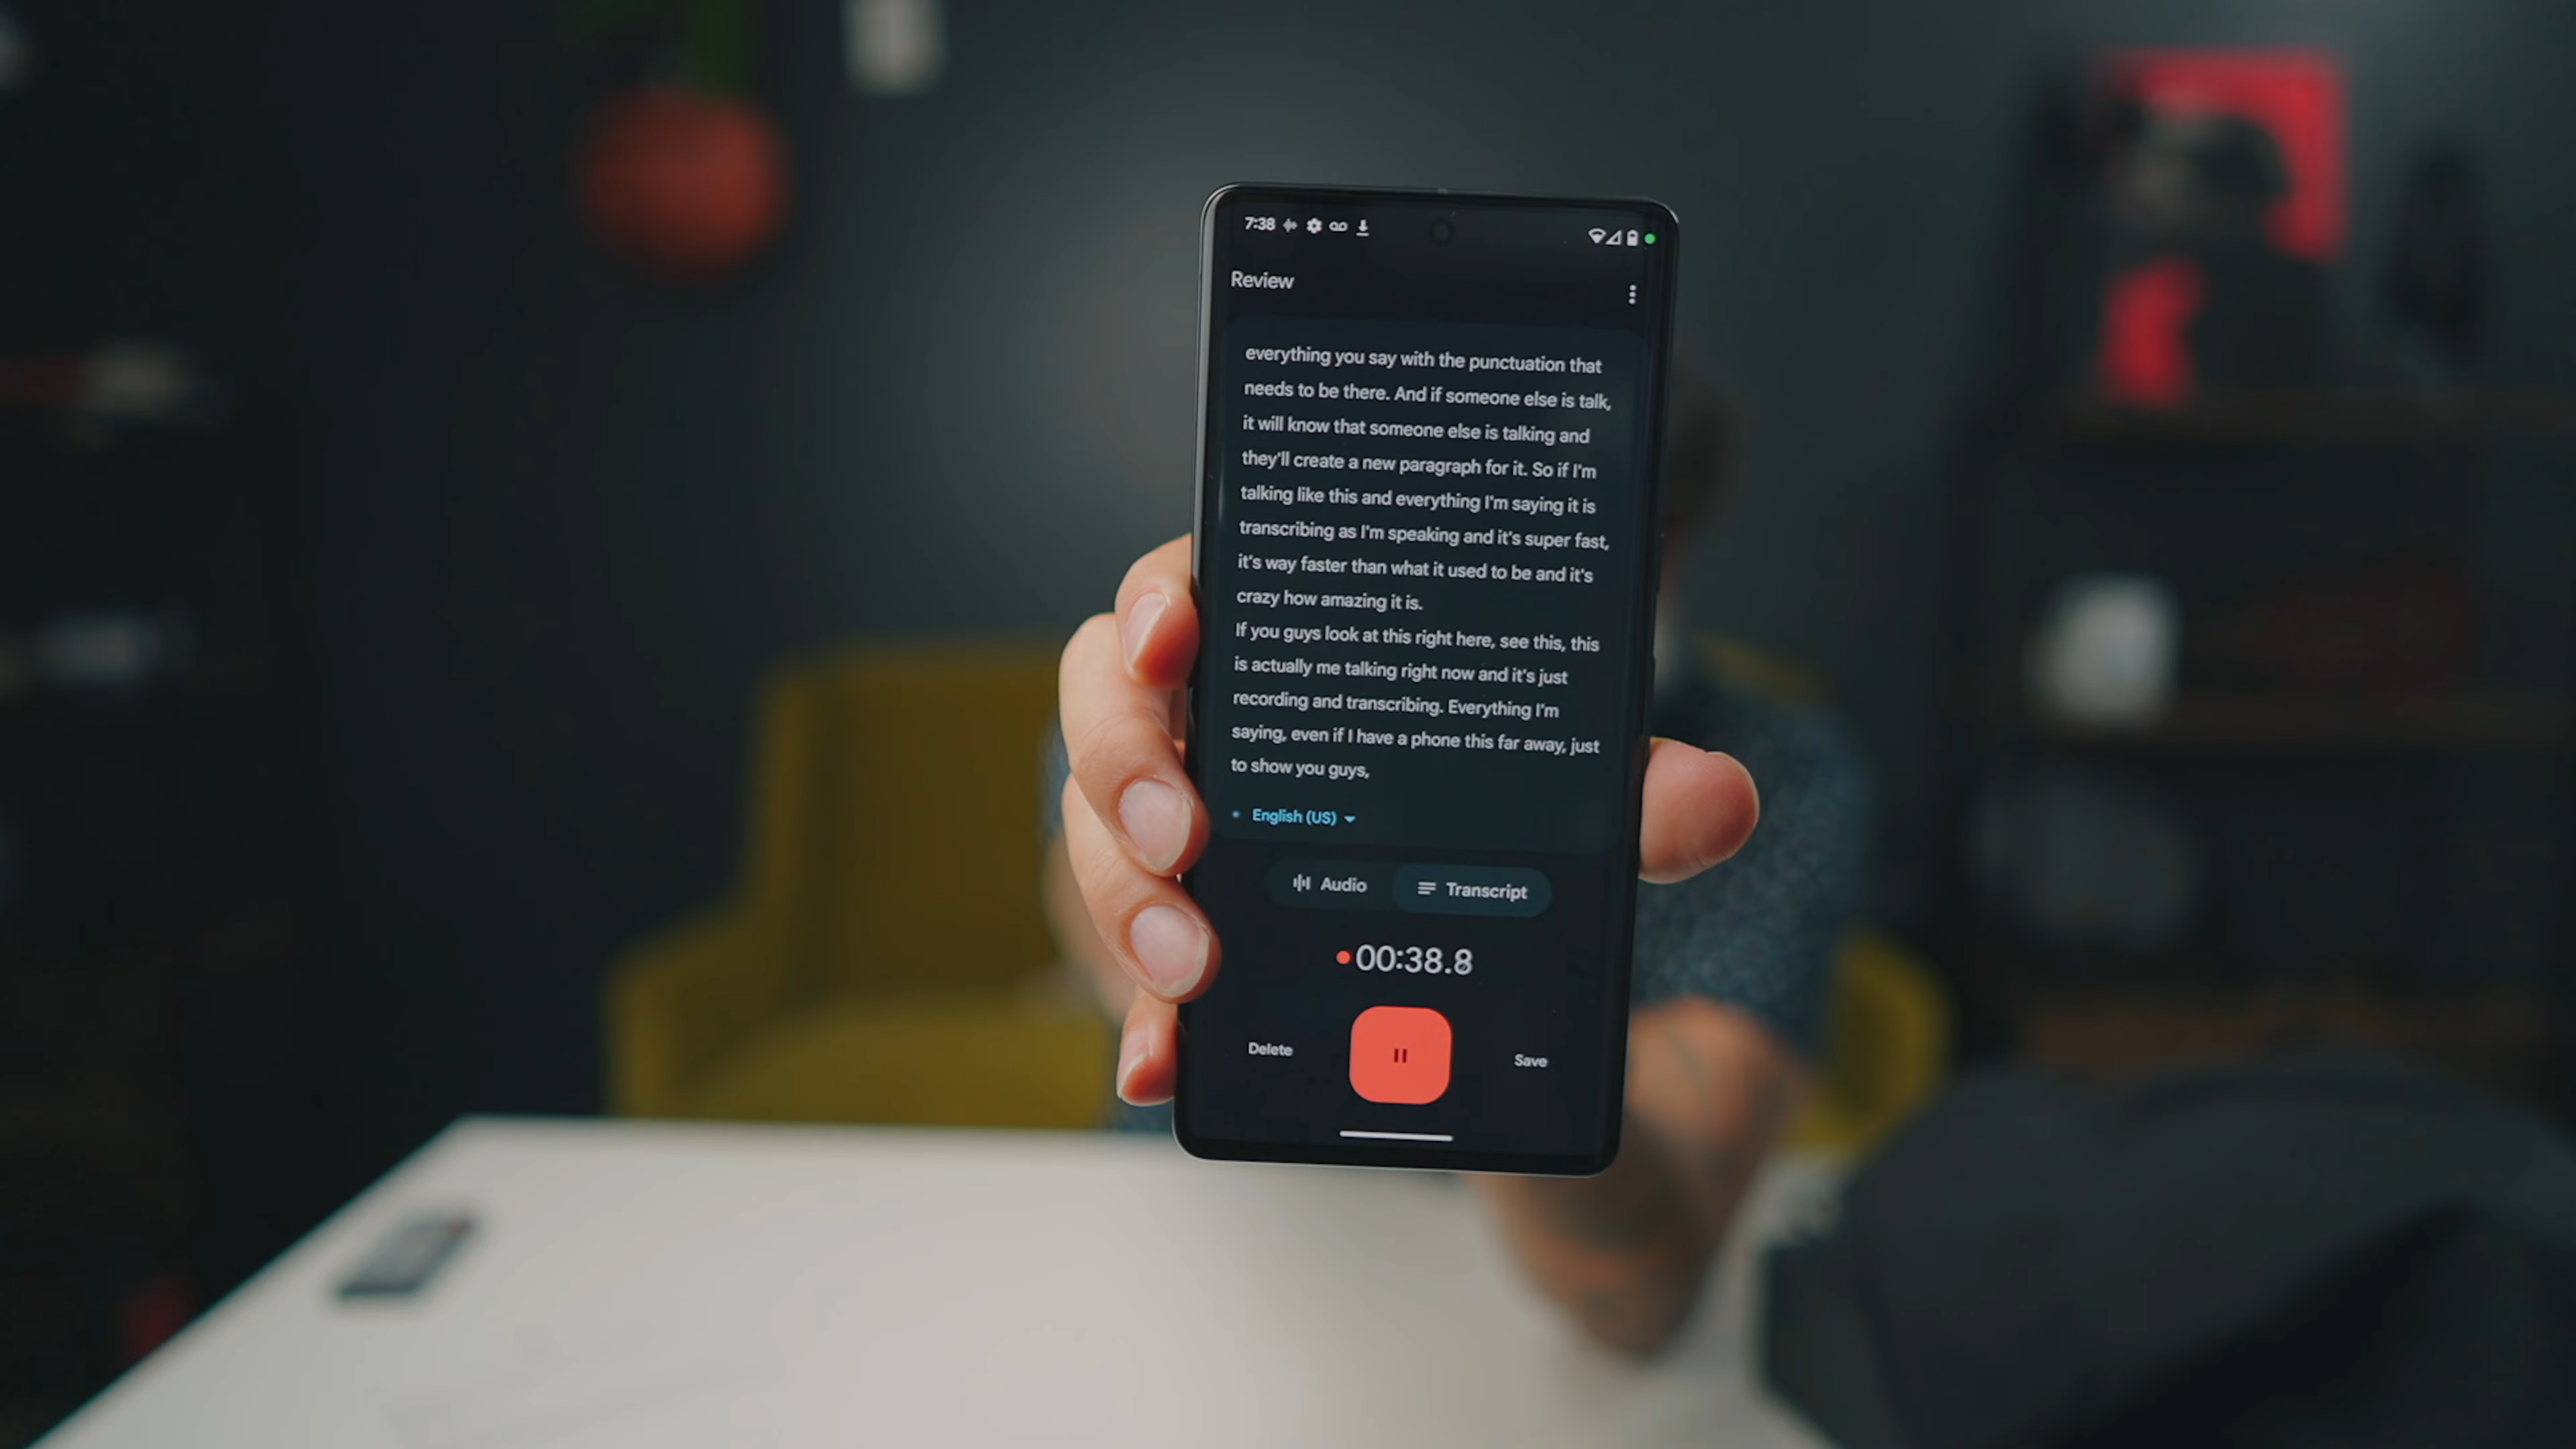 7:38
Review
everything you say with the punctuation that
needs to be there. And if someone else is talk,
it will know that someone else is talking and
they'll create a new paragraph for it. So if I'm
talking like this and everything I'm saying it is
transcribing as I'm speaking and it's super fast,
it's way faster than what it used to be and it's
crazy how amazing it is.
If you guys look at this right here, see this, this
is actually me talking right now and it's just
recording and transcribing. Everything I'm
saying, even if I have a phone this far away, just
to show you guys,
English (US)
Audio
Transcript
00:38.8
Delete
Save